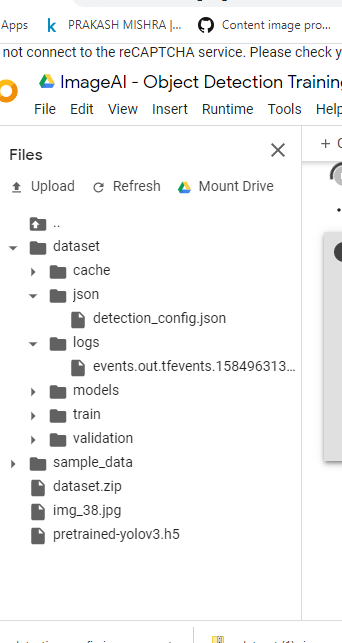 Apps PRAKASH MISHRA |... Content image pro...
not connect to the reCAPTCHA service. Please check y
ImageAI - Object Detection Training
File Edit View Insert Runtime Tools
Files
Upload Refresh Mount Drive
..
dataset
cache
json
detection_config.json
logs
events.out.tfevents.158496313...
models
train
validation
sample_data
dataset.zip
img_38.jpg
pretrained-yolov3.h5